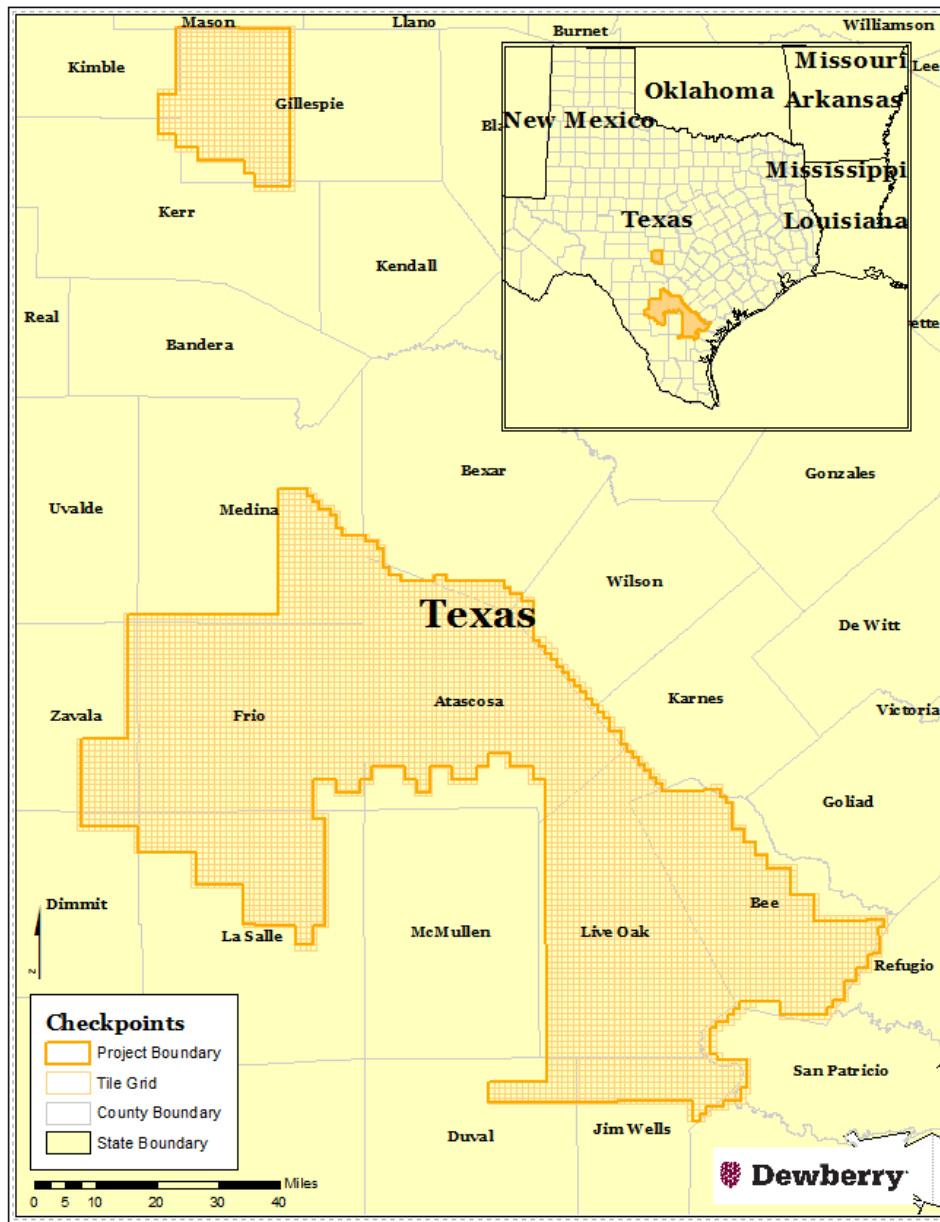 Mason
Llano
Burnet
Williamson
Kimble
Gillespie
Lee
Missouri
Oklahoma
Arkansas
Bla
New Mexico
Mississippi
Texas
Louisiana
Kerr
Kendall
Real
Bandera
ette
Bexar
Gonzales
Uvalde
Medina
Wilson
Texas
De Witt
Zavala
Frio
Atascosa
Karnes
Victoria
Goliad
Dimmit
La Salle
McMullen
Live Oak
Bee
Refugio
San Patricio
Duval
Jim Wells
N
Checkpoints
Project Boundary
Tile Grid
County Boundary
State Boundary
Miles
0 5 10 20 30 40
Dewberry